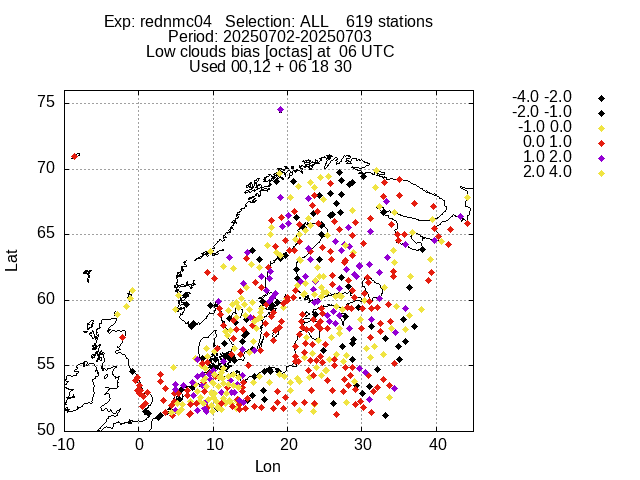 Exp: rednmc04 Selection: ALL 619 stations
Period: 20250702-20250703
Low clouds bias [octas] at 06 UTC
Used 00,12 + 06 18 30
-4.0 -2.0
-2.0 -1.0
-1.0 0.0
0.0 1.0
1.0 2.0
2.0 4.0
75
70
65
60
55
50
Lat
-10 0 10 20 30 40
Lon